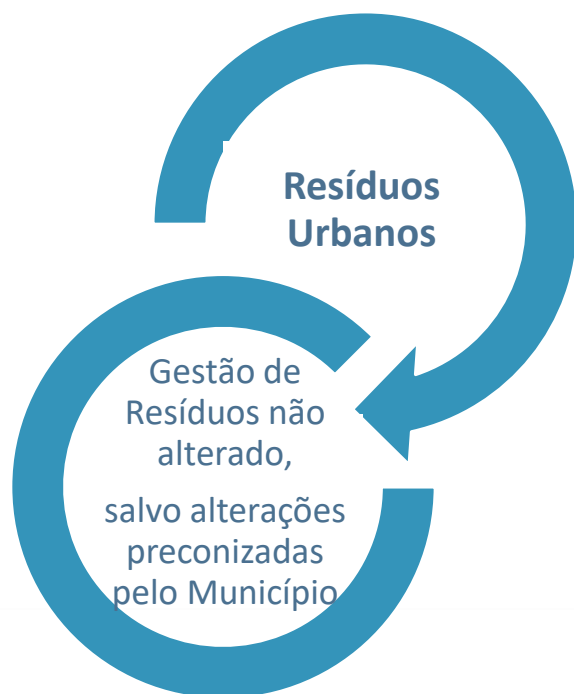 Resíduos
Urbanos
Gestão de
Resíduos não
alterado,
salvo alterações
preconizadas
pelo Município